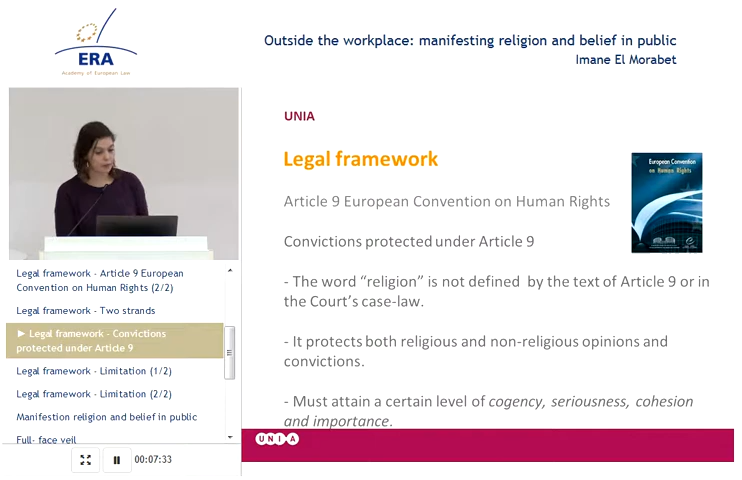 ERA
Academy of European Law
Outside the workplace: manifesting religion and belief in public
Imane El Morabet
UNIA
Legal framework
European Convention
on Human Rights
Article 9 European Convention on Human Rights
Convictions protected under Article 9
- The word “religion” is not defined by the text of Article 9 or in
the Court’s case-law.
- It protects both religious and non-religious opinions and
convictions.
- Must attain a certain level of cogency, seriousness, cohesion
and importance.
UNIA
Legal framework - Article 9 European
Convention on Human Rights (2/2)
Legal framework - Two strands
► Legal framework - Convictions
protected under Article 9
Legal framework - Limitation (1/2)
Legal framework - Limitation (2/2)
Manifestion religion and belief in public
Full- face veil
00:07:33